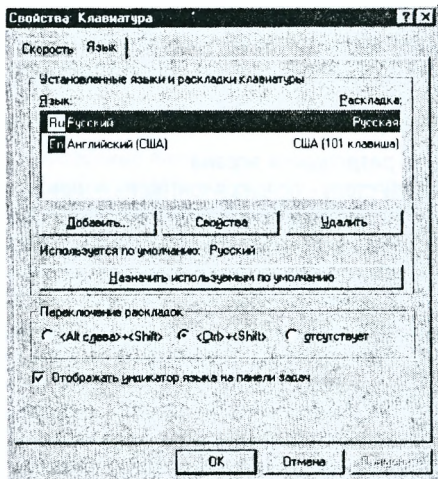 Свойства: Клавиатура
Скорость Язык
Установленные языки и раскладки клавиатуры
Язык: Раскладка:
Ru Русский Русская
En Английский (США) США (101 клавиша)
Добавить... Свойства Удалить
Используется по умолчанию: Русский
Назначить используемым по умолчанию
Переключение раскладок
<Alt слева>+<Shift> <Ctrl>+<Shift> отсутствует
Отображать индикатор языка на панели задач
OK Отмена Применить